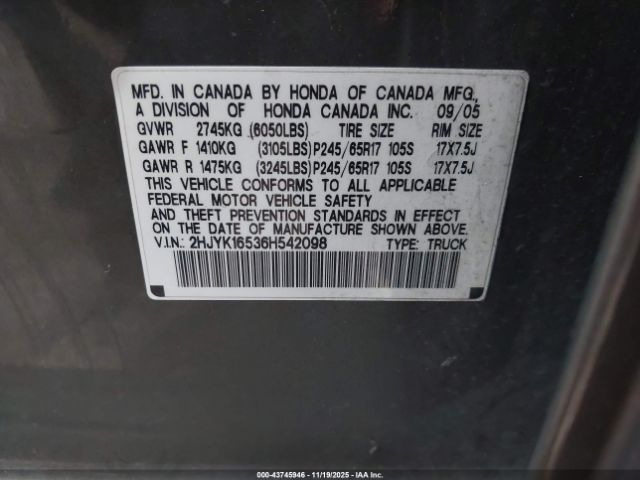 MFD. IN CANADA BY HONDA OF CANADA MFG.,
A DIVISION OF HONDA CANADA INC. 09/05
GVWR 2745KG (6050LBS) TIRE SIZE RIM SIZE
GAWR F 1410KG (3105LBS)P245/65R17 105S 17X7.5J
GAWR R 1475KG (3245LBS)P245/65R17 105S 17X7.5J
THIS VEHICLE CONFORMS TO ALL APPLICABLE
FEDERAL MOTOR VEHICLE SAFETY
AND THEFT PREVENTION STANDARDS IN EFFECT
ON THE DATE OF MANUFACTURE SHOWN ABOVE.
V.I.N.: 2HJYK16536H542098 TYPE: TRUCK
000-43745946 - 11/19/2025 - IAA Inc.